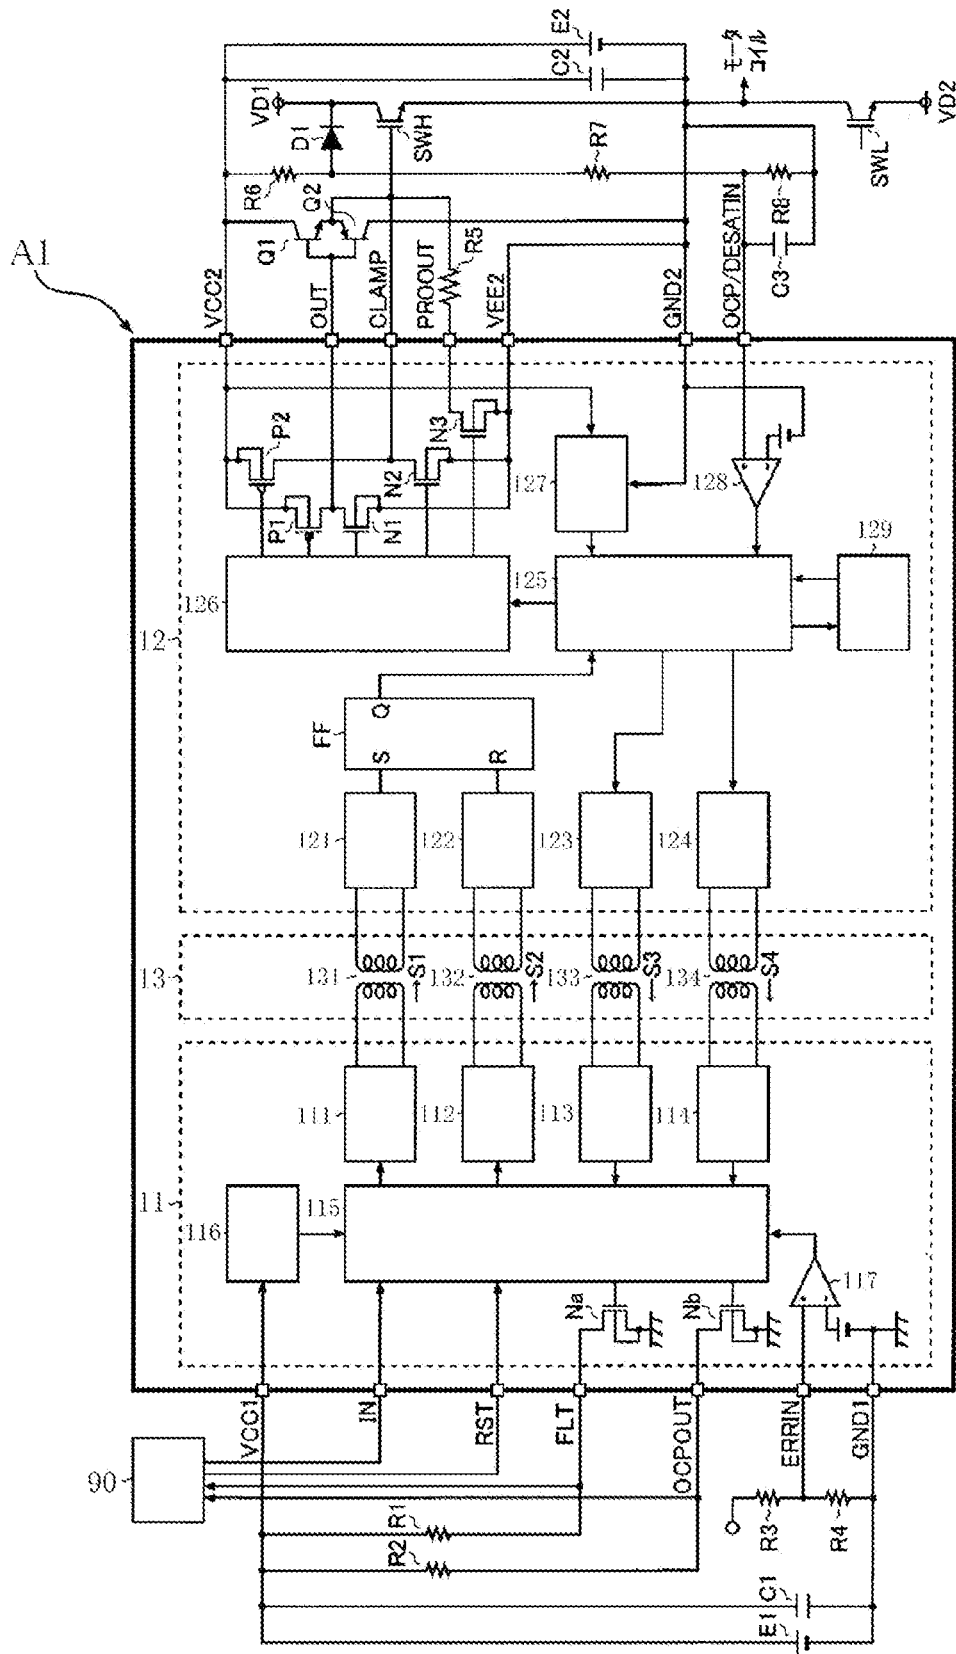 A1
E2
C2
VD1
D1
SWH
モータ
コイル
VD2
SWL
R7
R6
Q2
Q1
R5
R8
C3
VCC2
OUT
CLAMP
PROOUT
VEE2
GND2
OCP/DESATIN
P2
P1
N3
N2
N1
127
128
129
126
125
12
FF
Q
S
R
121
122
123
124
13
131
S1
132
S2
133
S3
134
S4
111
112
113
114
11
116
115
117
Na
Nb
VCC1
IN
RST
FLT
OCPOUT
ERRIN
GND1
90
R1
R2
R3
R4
C1
E1